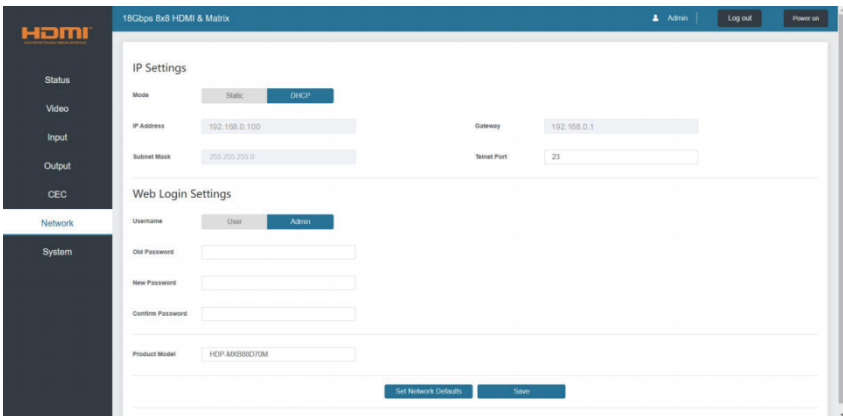 HDMI
18Gbps 8x8 HDMI & Matrix
Admin
Log out
Power on
Status
Video
Input
Output
CEC
Network
System
IP Settings
Mode Static DHCP
IP Address 192.168.0.100 Gateway 192.168.0.1
Subnet Mask 255.255.255.0 Telnet Port 23
Web Login Settings
Username User Admin
Old Password
New Password
Confirm Password
Product Model HDP-MXB88D70M
Set Network Defaults Save